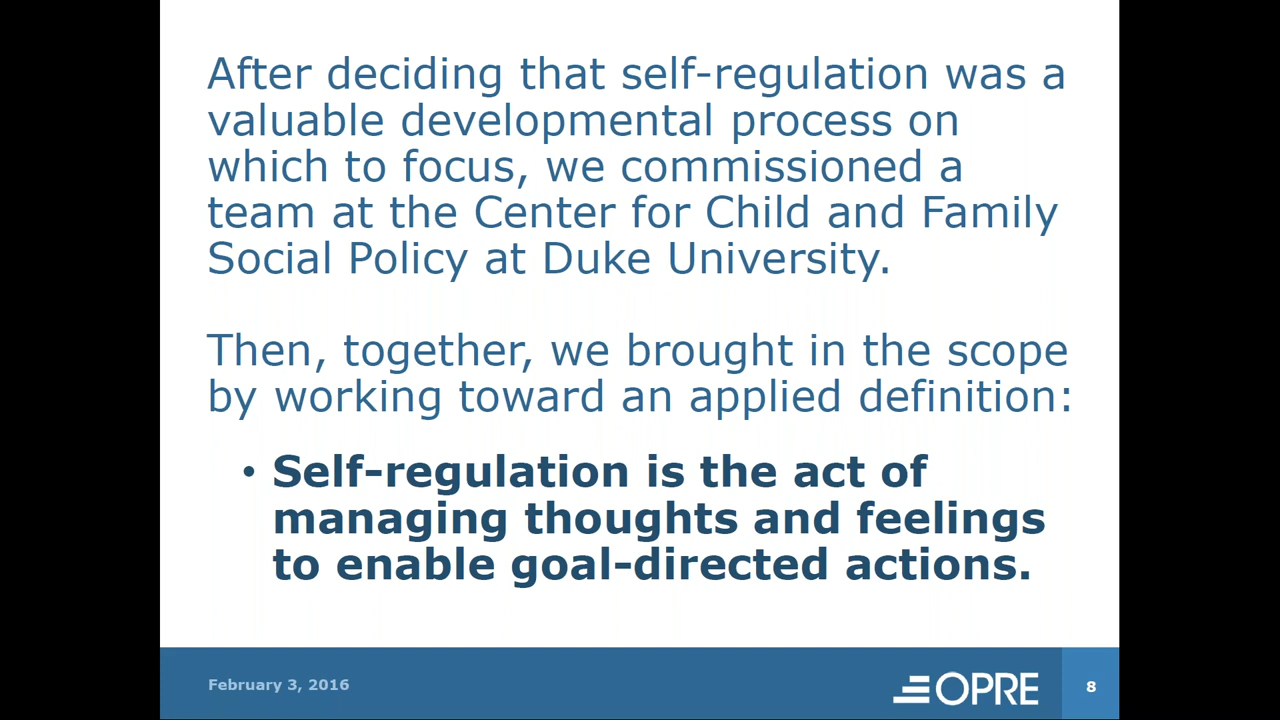 After deciding that self-regulation was a
valuable developmental process on
which to focus, we commissioned a
team at the Center for Child and Family
Social Policy at Duke University.
Then, together, we brought in the scope
by working toward an applied definition:
• Self-regulation is the act of
managing thoughts and feelings
to enable goal-directed actions.
February 3, 2016
OPRE
8